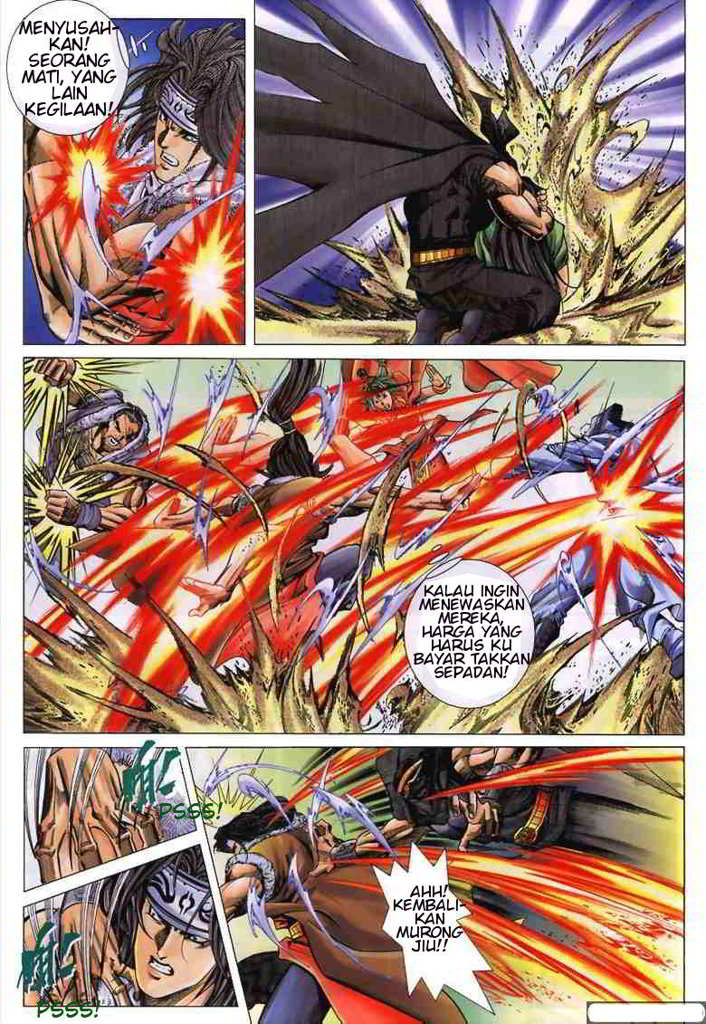 MENYUSAH-
KAN!
SEORANG
MATI, YANG
LAIN
KEGILAAN!
KALAU INGIN
MENEWASKAN
MEREKA,
HARGA YANG
HARUS KU
BAYAR TAKKAN
SEPADAN!
PSSS!
PSSS!
AHH!
KEMBALI-
KAN
MURONG
JIU!!